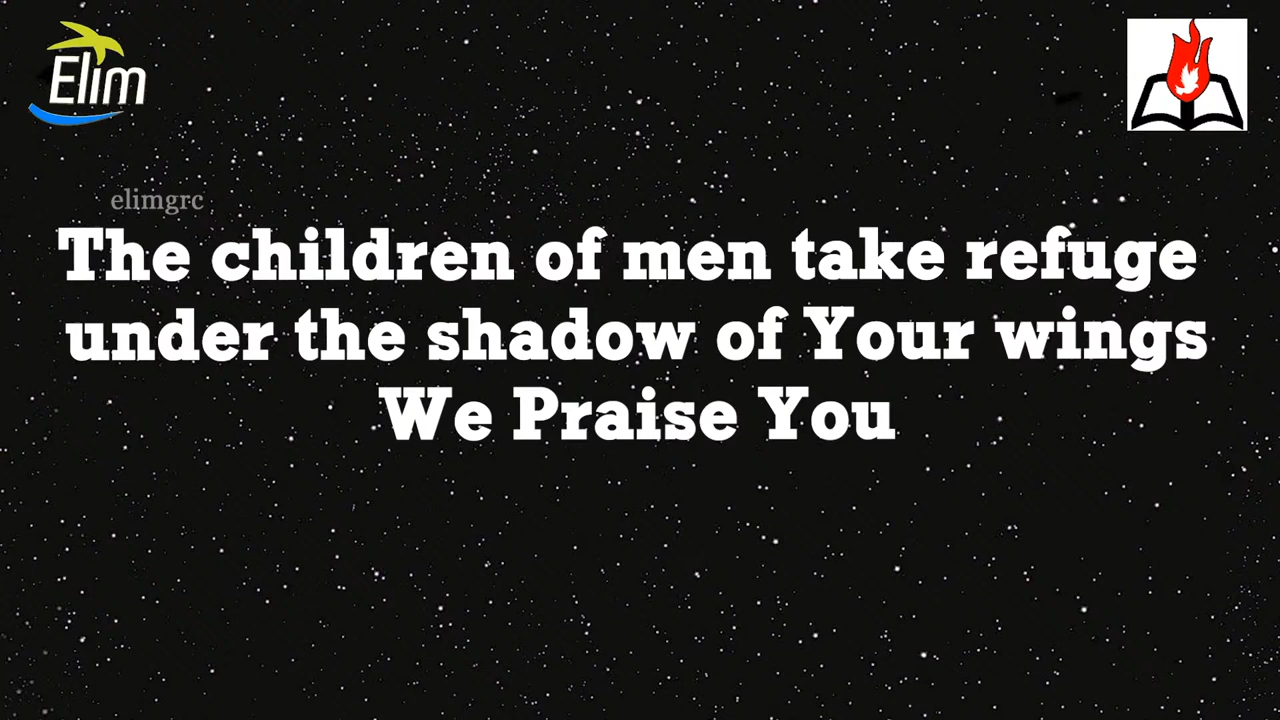 Elim
elimgrc
The children of men take refuge
under the shadow of Your wings
We Praise You